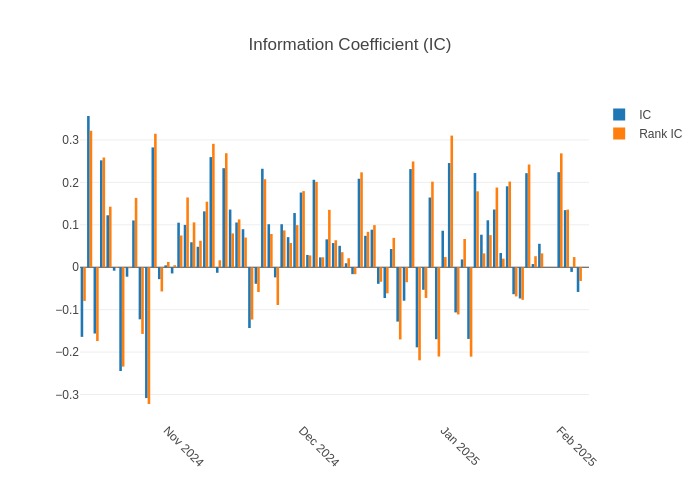 Information Coefficient (IC)
IC
Rank IC
0.3
0.2
0.1
0
−0.1
−0.2
−0.3
Nov 2024
Dec 2024
Jan 2025
Feb 2025